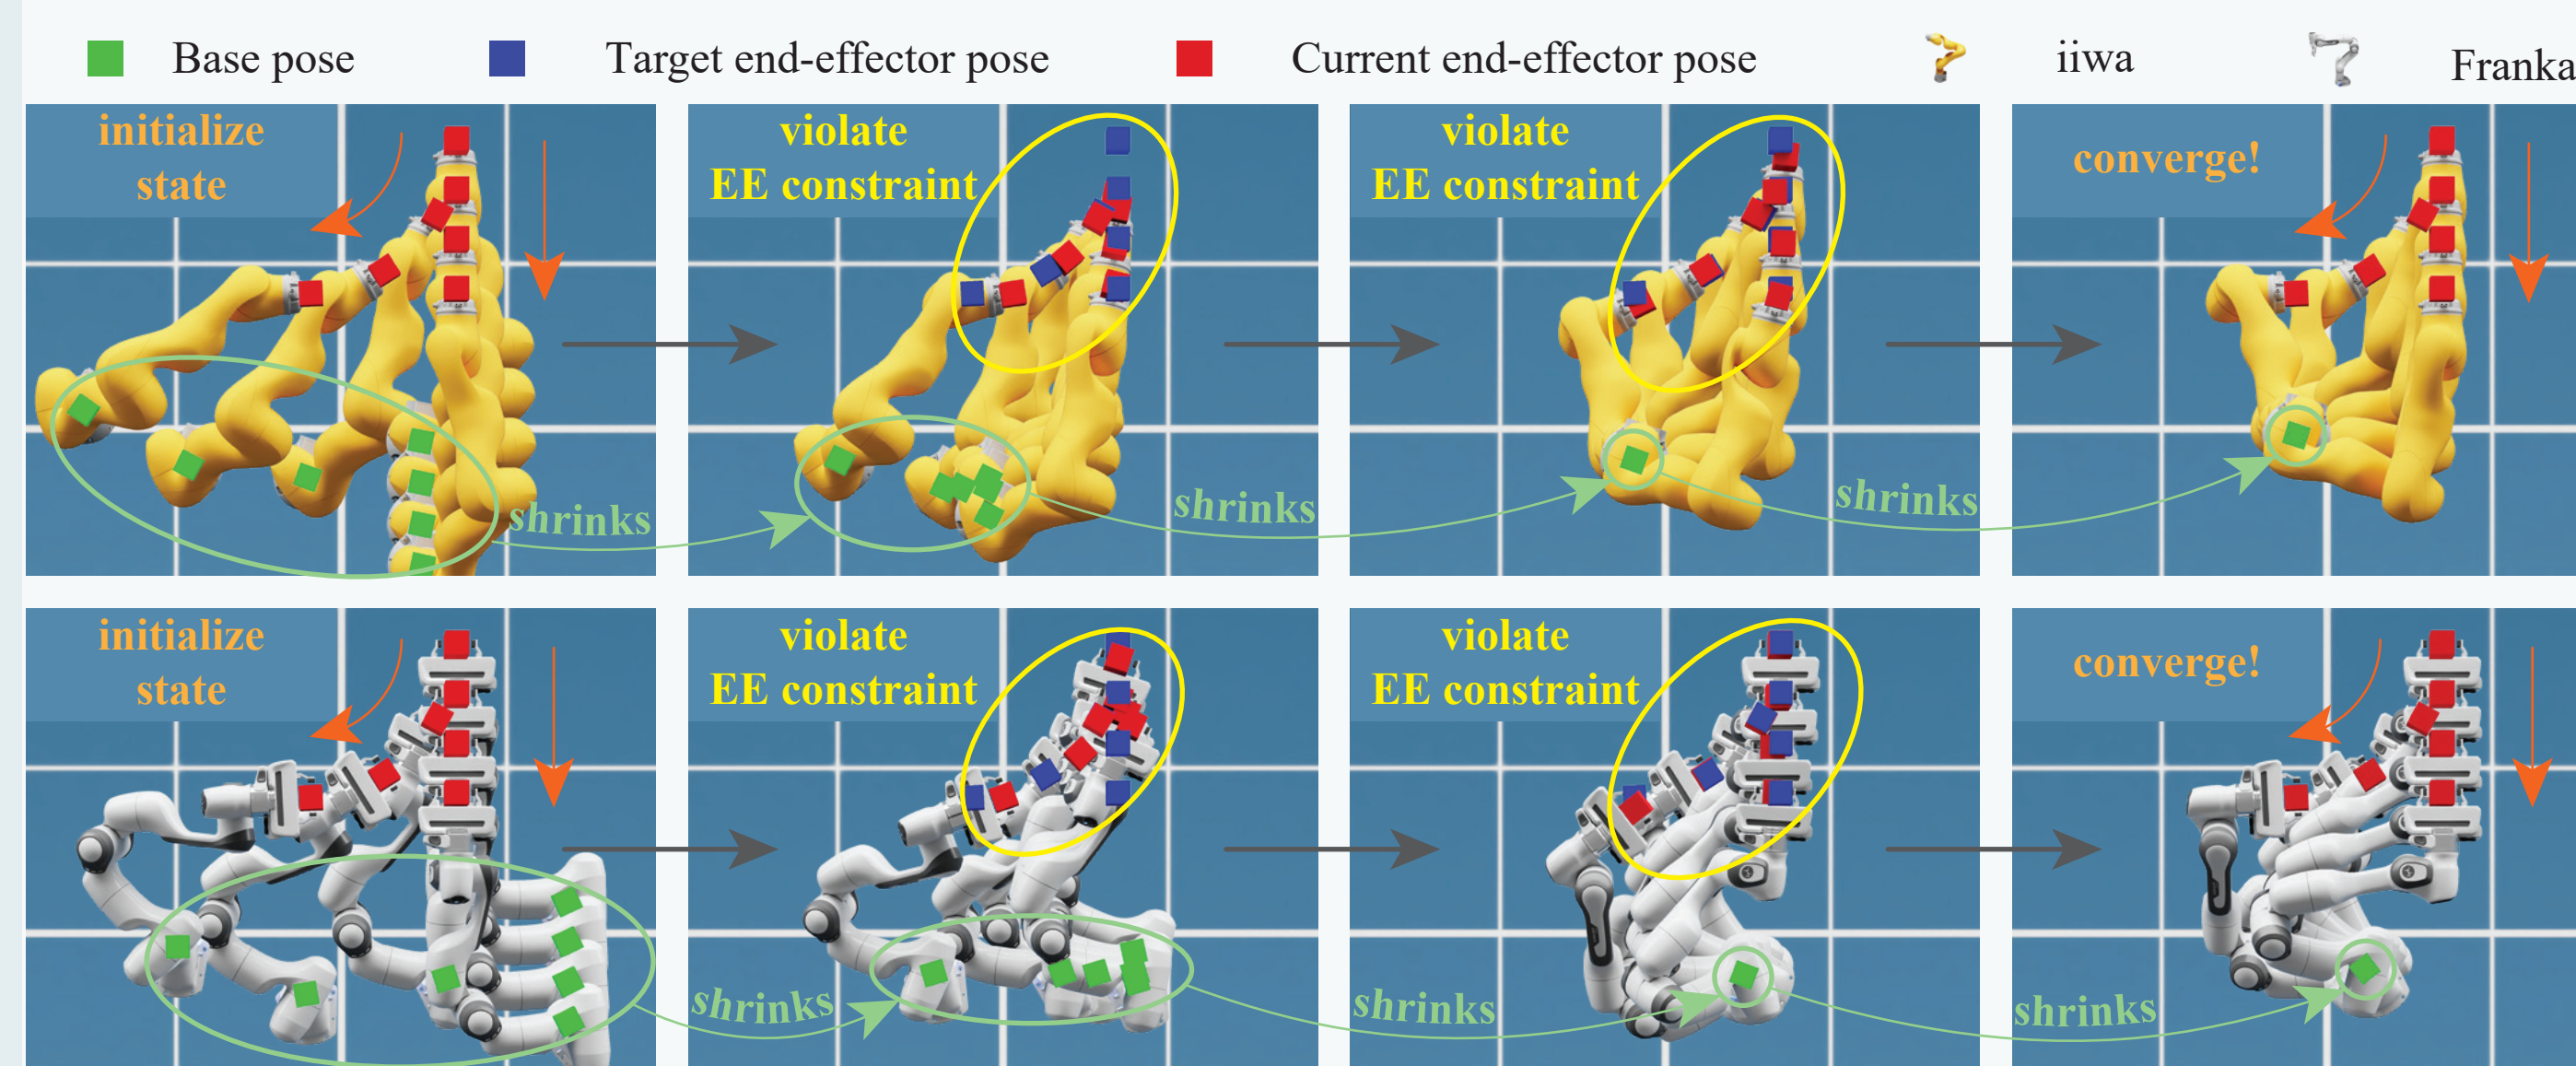 Base pose
Target end-effector pose
Current end-effector pose
iiwa
Franka
initialize
state
violate
EE constraint
violate
EE constraint
converge!
shrinks
shrinks
shrinks
initialize
state
violate
EE constraint
violate
EE constraint
converge!
shrinks
shrinks
shrinks